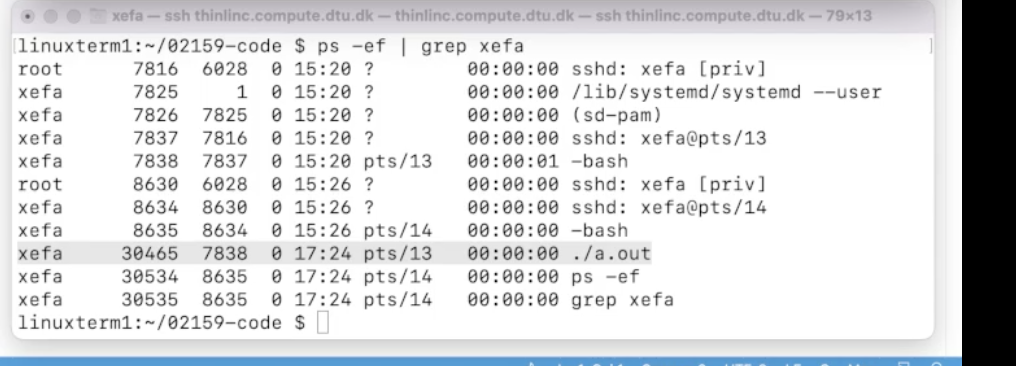 xefa — ssh thinlinc.compute.dtu.dk — thinlinc.compute.dtu.dk — ssh thinlinc.compute.dtu.dk — 79×13
[linuxterm1:~/02159-code $ ps -ef | grep xefa ]
root      7816  6028  0 15:20 ?        00:00:00 sshd: xefa [priv]
xefa      7825     1  0 15:20 ?        00:00:00 /lib/systemd/systemd --user
xefa      7826  7825  0 15:20 ?        00:00:00 (sd-pam)
xefa      7837  7816  0 15:20 ?        00:00:00 sshd: xefa@pts/13
xefa      7838  7837  0 15:20 pts/13   00:00:01 -bash
root      8630  6028  0 15:26 ?        00:00:00 sshd: xefa [priv]
xefa      8634  8630  0 15:26 ?        00:00:00 sshd: xefa@pts/14
xefa      8635  8634  0 15:26 pts/14   00:00:00 -bash
xefa     30465  7838  0 17:24 pts/13   00:00:00 ./a.out
xefa     30534  8635  0 17:24 pts/14   00:00:00 ps -ef
xefa     30535  8635  0 17:24 pts/14   00:00:00 grep xefa
linuxterm1:~/02159-code $